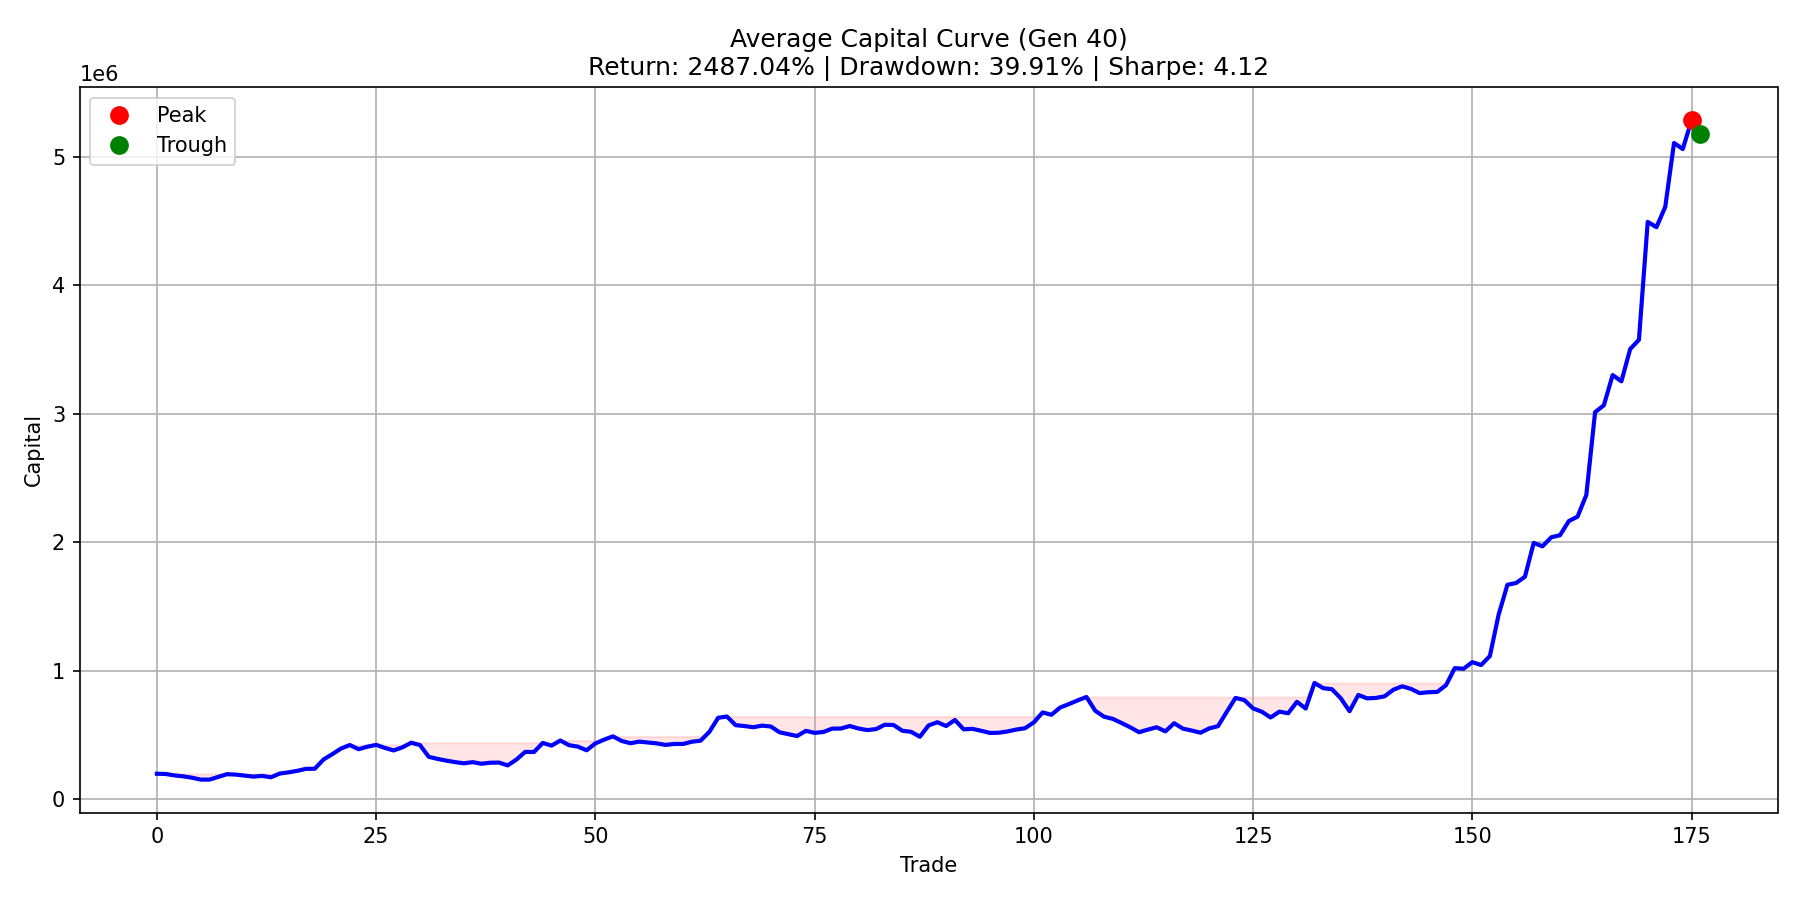 Average Capital Curve (Gen 40)
Return: 2487.04% | Drawdown: 39.91% | Sharpe: 4.12
1e6
Peak
Trough
5
4
3
2
1
0
Capital
0 25 50 75 100 125 150 175
Trade